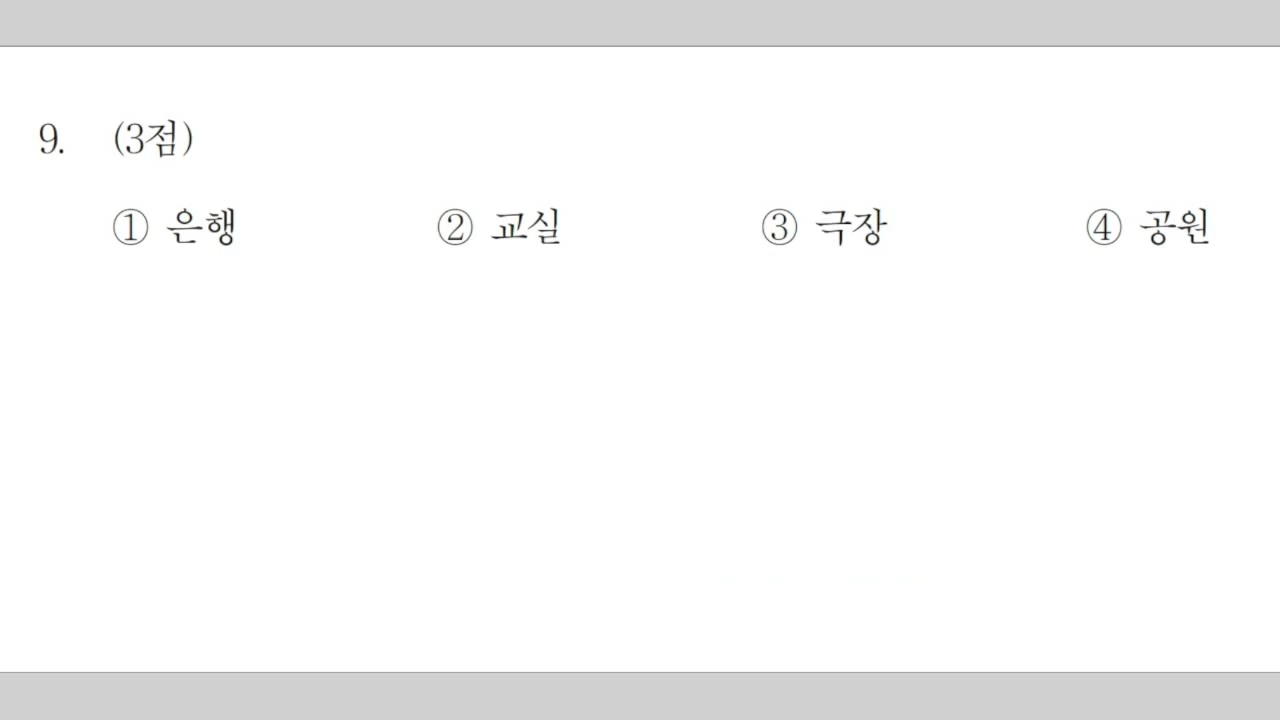 9. (3점)
① 은행 ② 교실 ③ 극장 ④ 공원